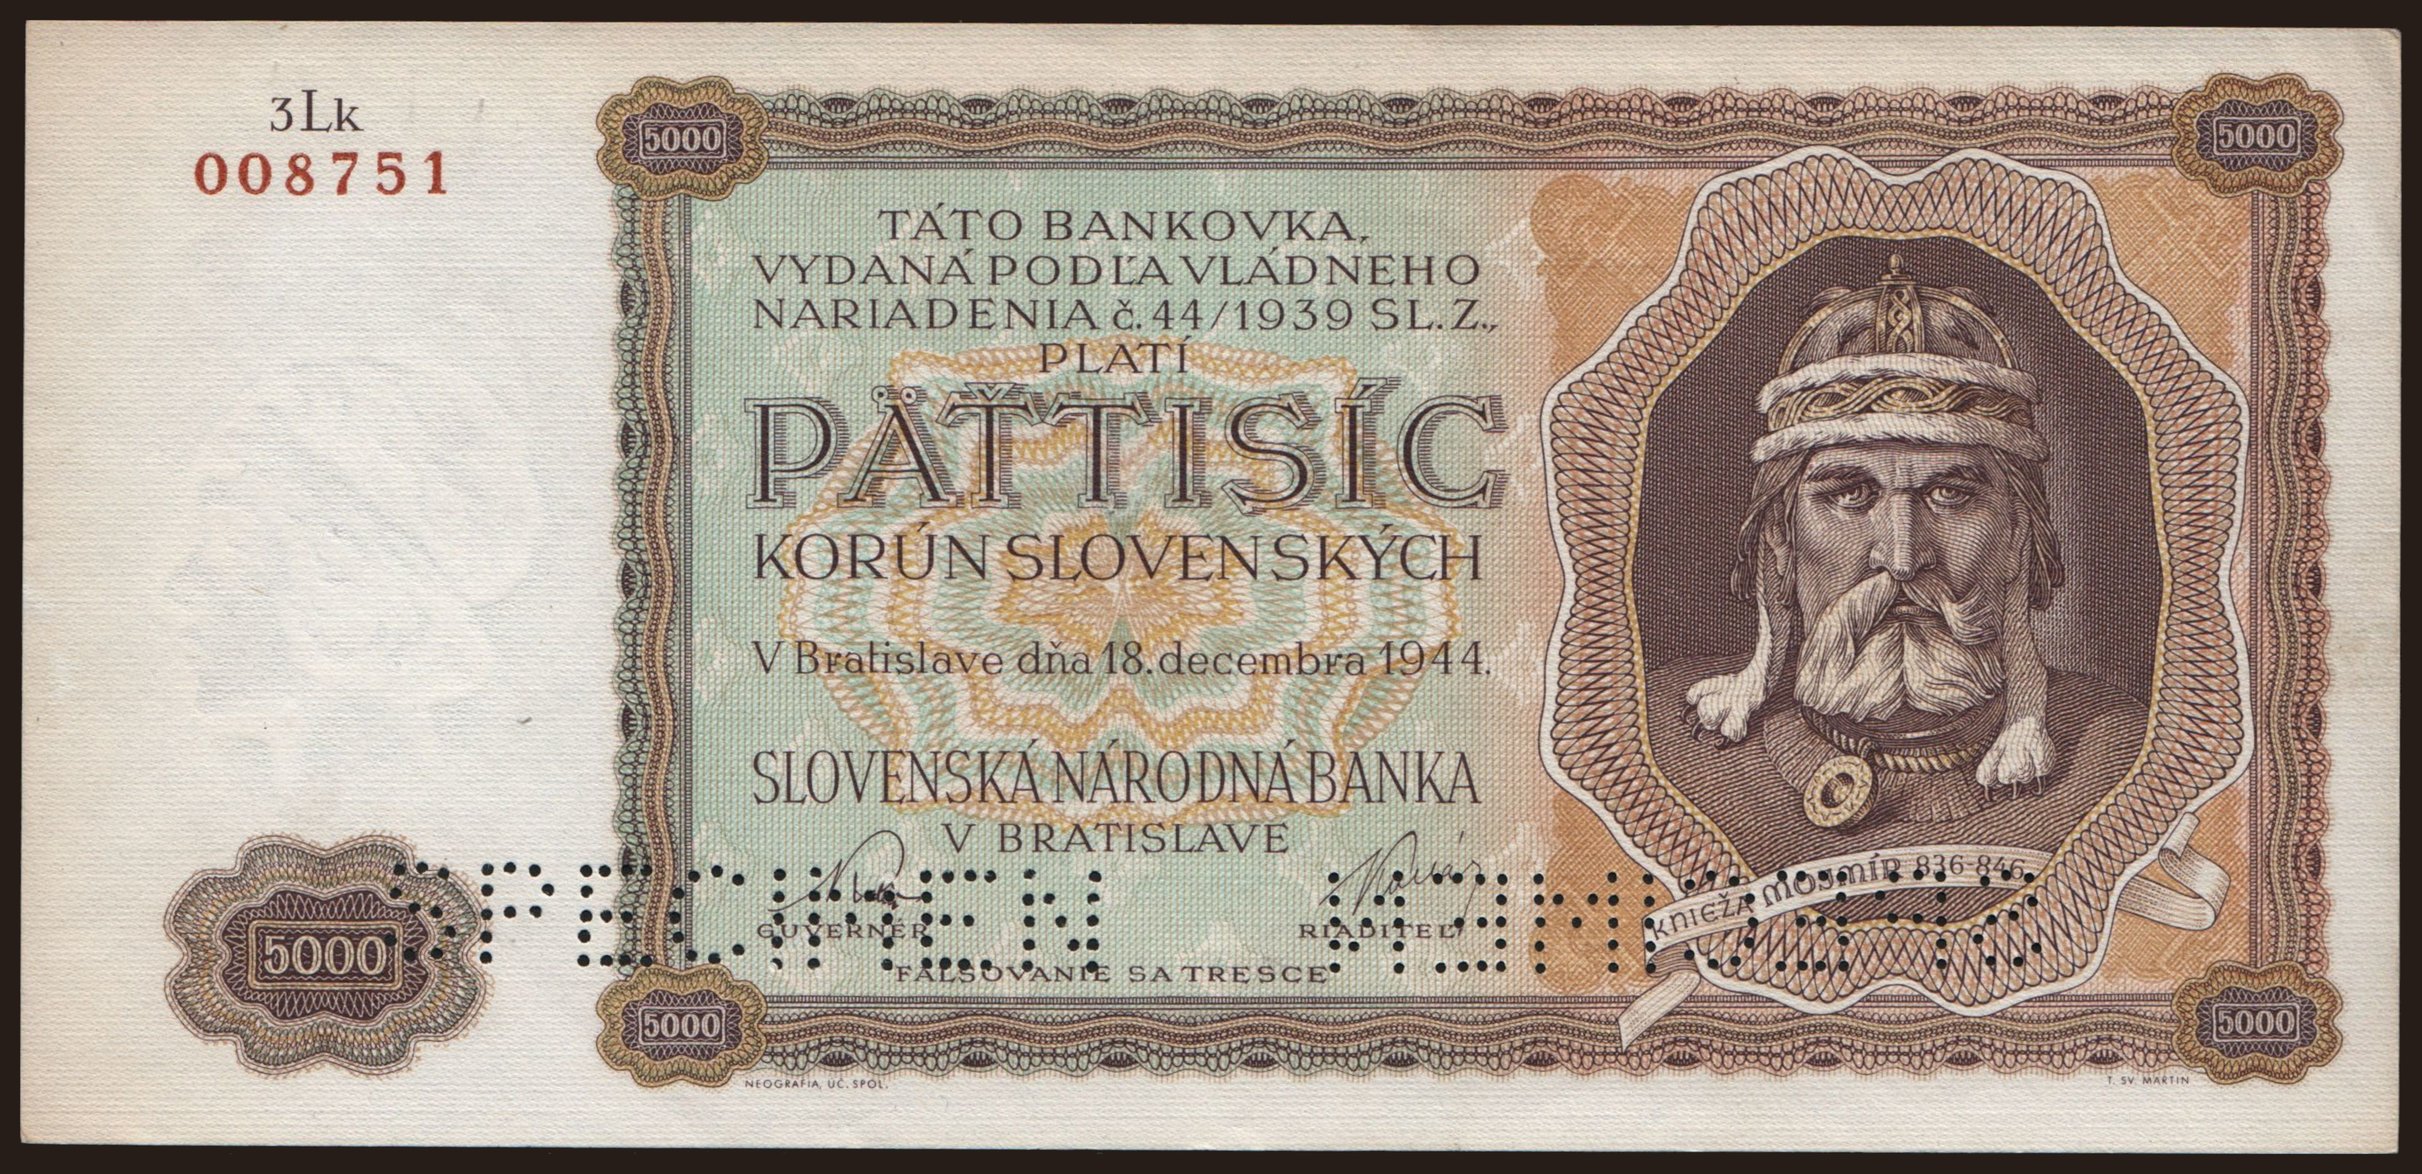 3Lk
008751
5000
5000
TÁTO BANKOVKA,
VYDANÁ PODĽA VLÁDNEHO
NARIADENIA č. 44/1939 SL. Z.,
PLATÍ
PÄŤTISÍC
KORÚN SLOVENSKÝCH
V Bratislave dňa 18. decembra 1944.
SLOVENSKÁ NÁRODNÁ BANKA
V BRATISLAVE
GUVERNÉR
RIADITEĽ
FALŠOVANIE SA TRESCE
KNIEŽA MOJMÍR 836-846
SPECIMEN
SPECIMEN
5000
5000
5000
NEOGRAFIA, ÚČ. SPOL.
T. SV. MARTIN